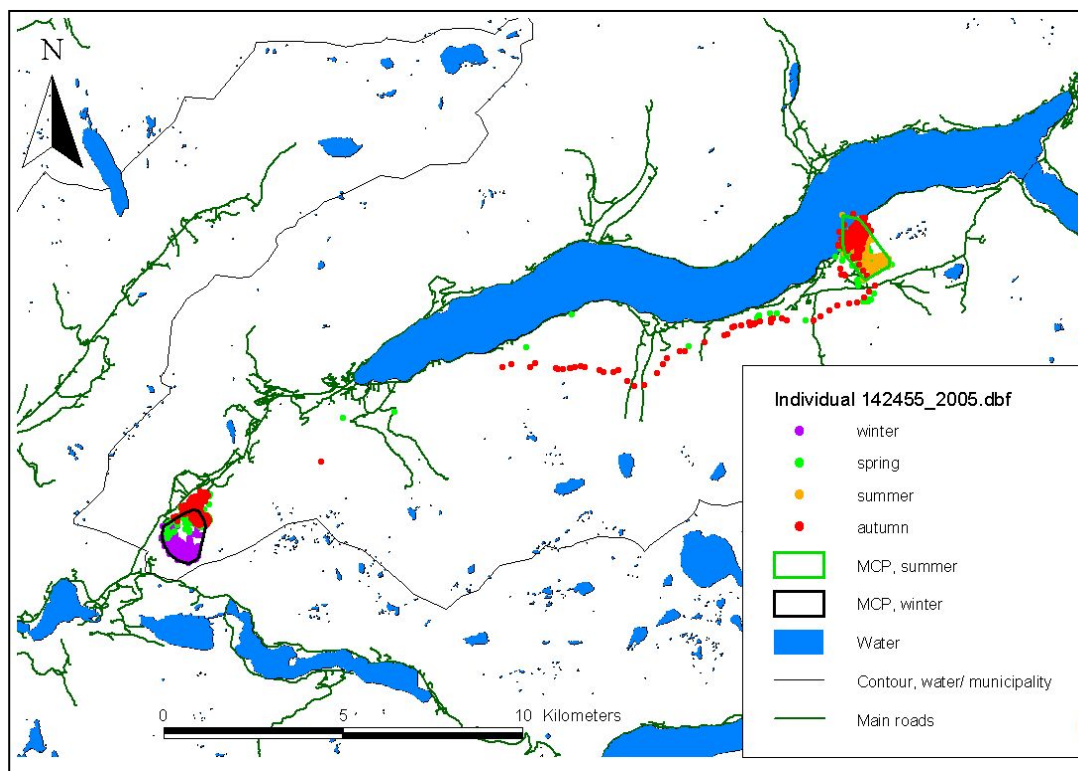 N
Individual 142455_2005.dbf
winter
spring
summer
autumn
MCP, summer
MCP, winter
Water
Contour, water/ municipality
Main roads
0 5 10 Kilometers